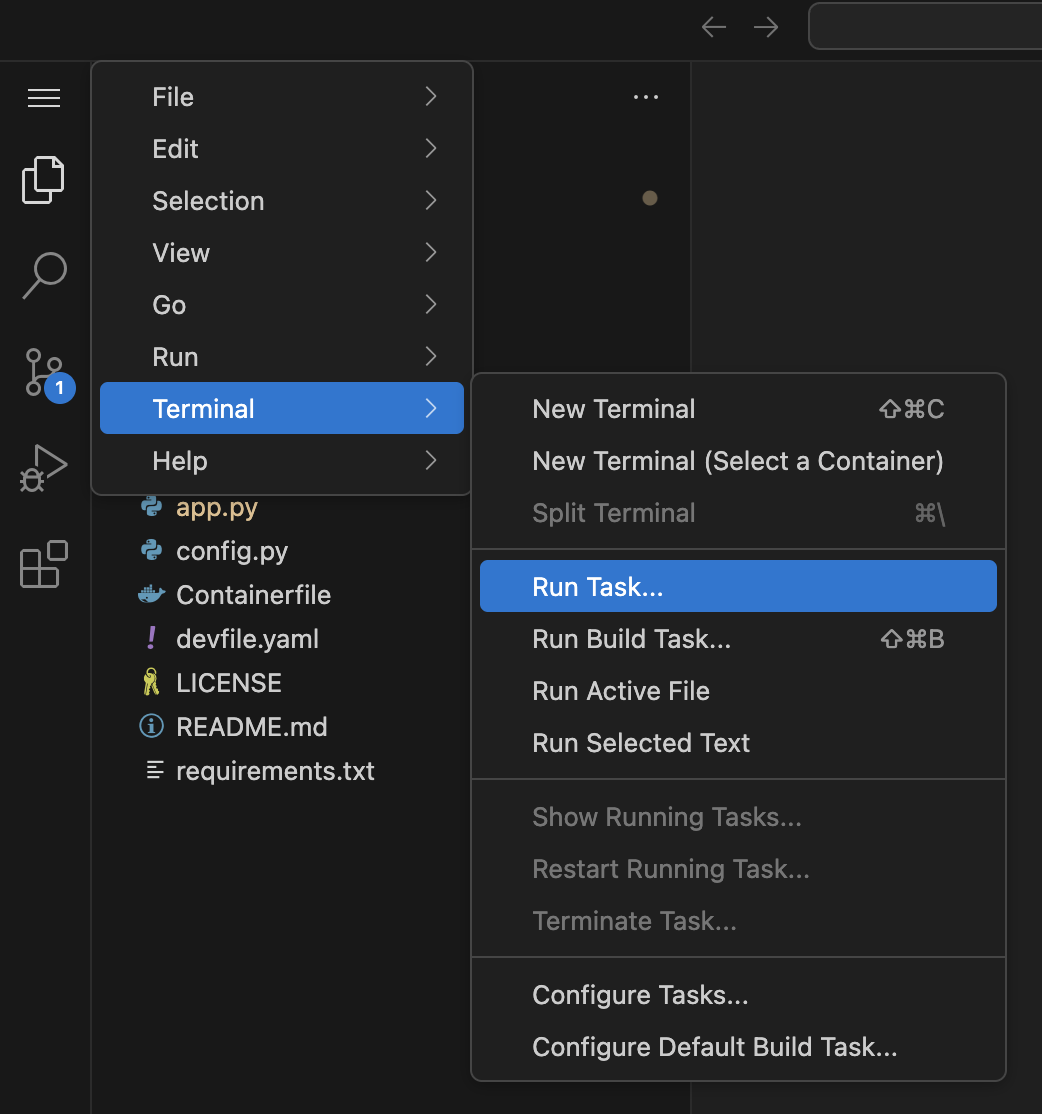 File
Edit
Selection
View
Go
Run
Terminal
Help
1
New Terminal ⇧⌘C
New Terminal (Select a Container)
Split Terminal ⌘\
Run Task...
Run Build Task... ⇧⌘B
Run Active File
Run Selected Text
Show Running Tasks...
Restart Running Task...
Terminate Task...
Configure Tasks...
Configure Default Build Task...
app.py
config.py
Containerfile
devfile.yaml
LICENSE
README.md
requirements.txt